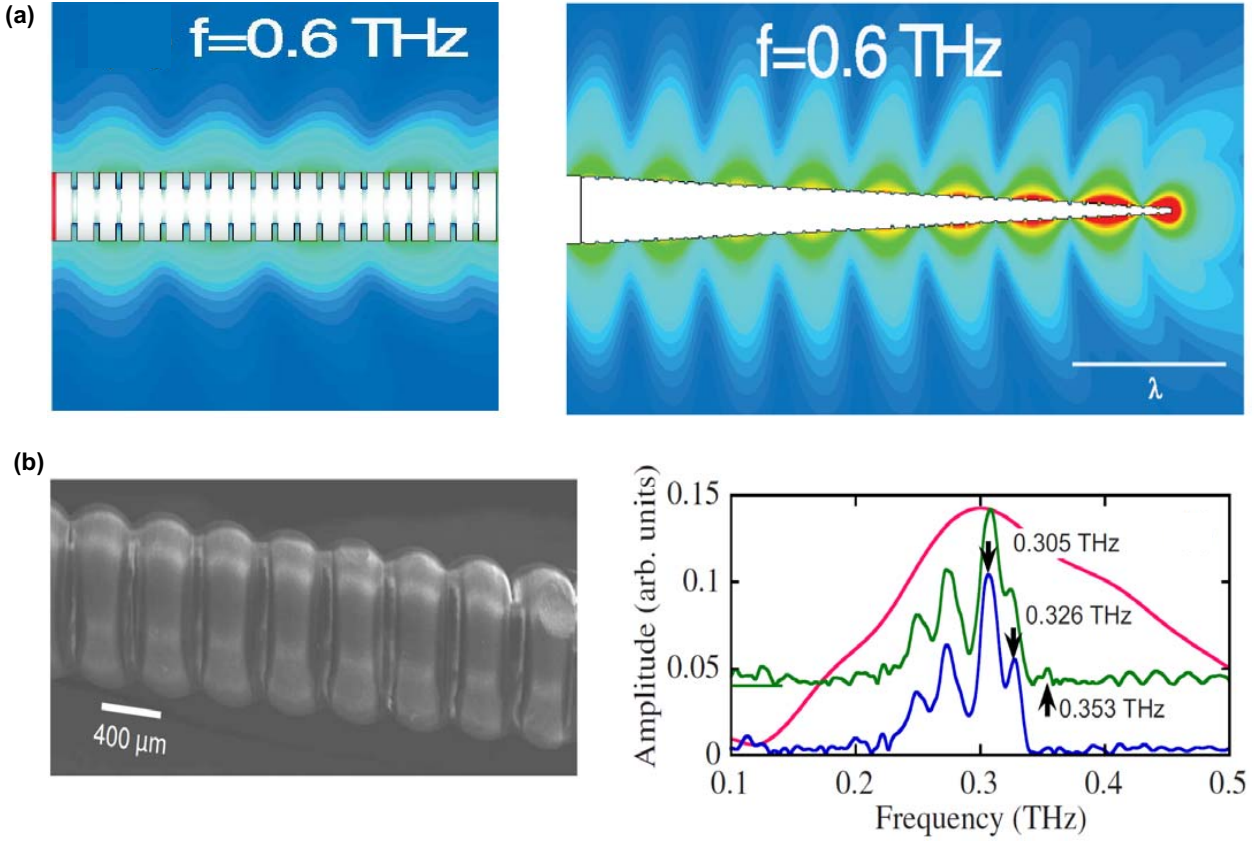 (a)
f=0.6 THz
f=0.6 THz
λ
(b)
400 μm
Amplitude (arb. units)
0.15
0.1
0.05
0
0.305 THz
0.326 THz
0.353 THz
0.1 0.2 0.3 0.4 0.5
Frequency (THz)